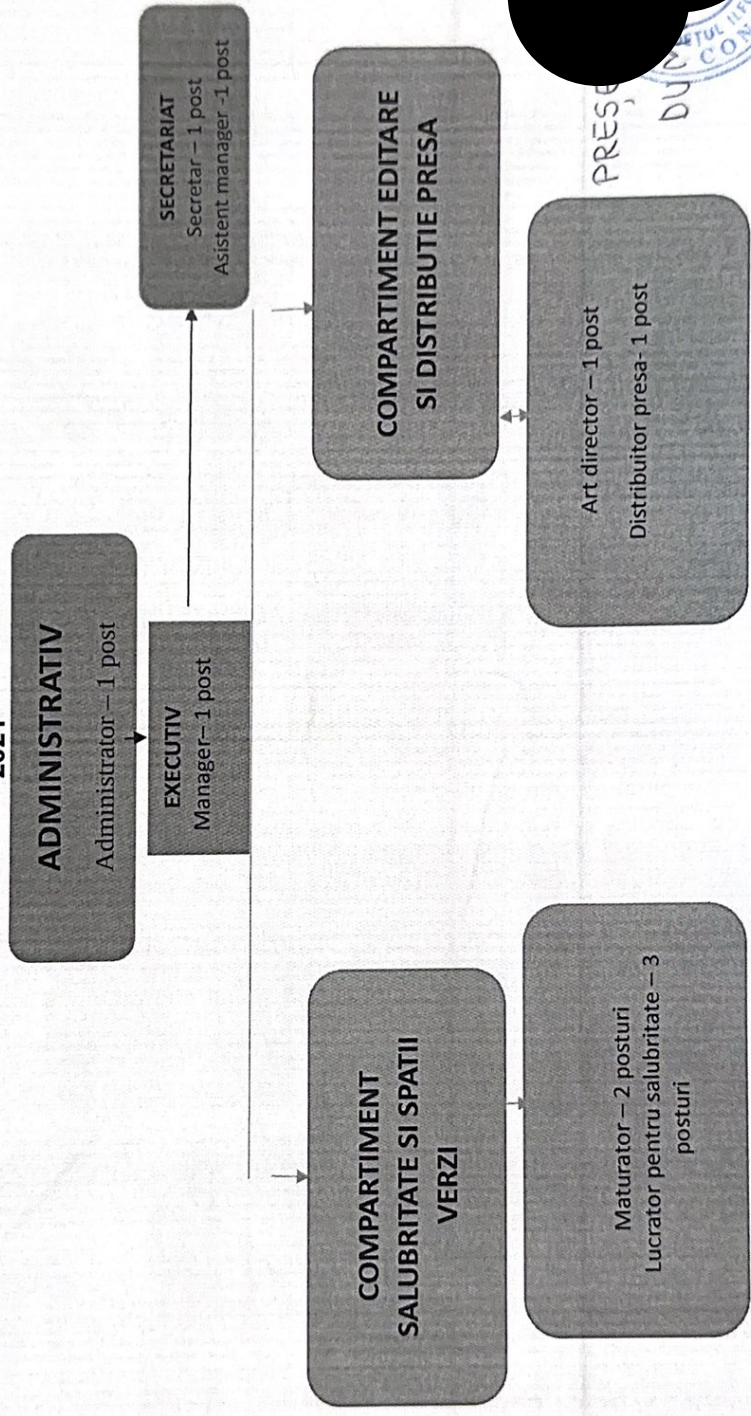 ADMINISTRATIV
Administrator – 1 post
EXECUTIV
Manager– 1 post
SECRETARIAT
Secretar – 1 post
Asistent manager -1 post
COMPARTIMENT
SALUBRITATE SI SPATII
VERZI
Maturator – 2 posturi
Lucrator pentru salubritate – 3
posturi
COMPARTIMENT EDITARE
SI DISTRIBUTIE PRESA
Art director – 1 post
Distribuitor presa- 1 post